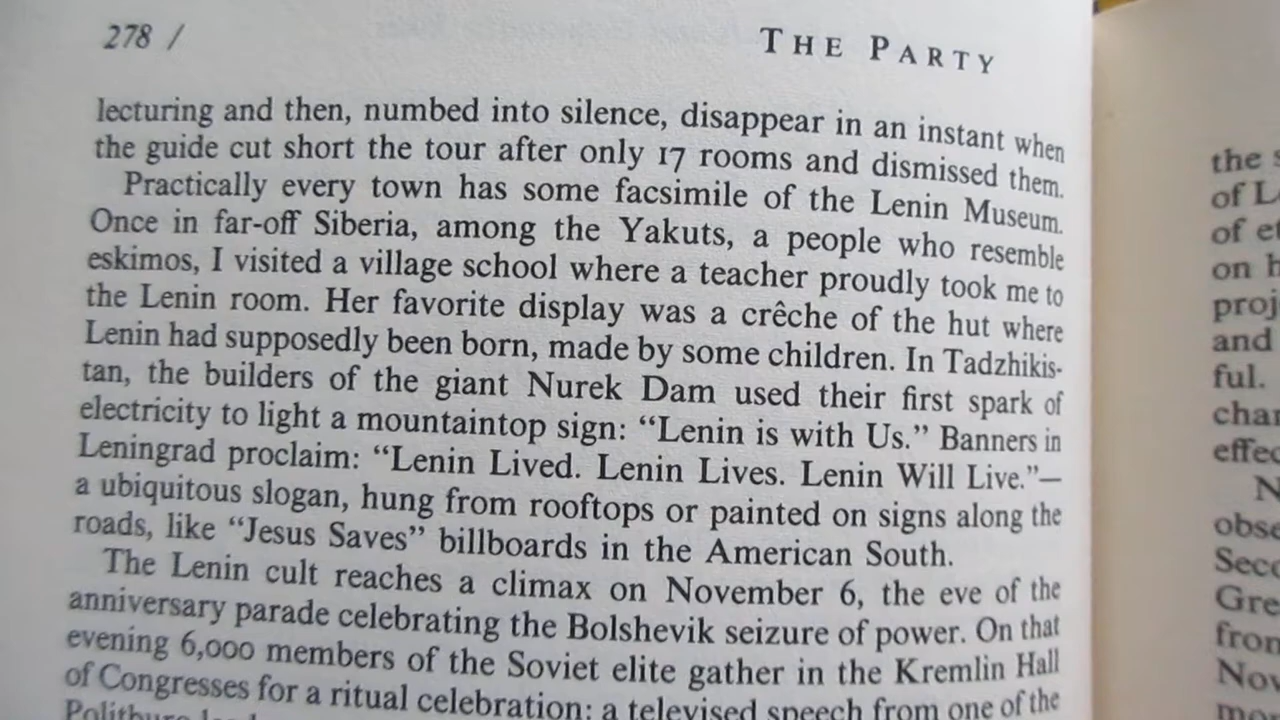 278 /
THE PARTY
lecturing and then, numbed into silence, disappear in an instant when
the guide cut short the tour after only 17 rooms and dismissed them.
Practically every town has some facsimile of the Lenin Museum.
Once in far-off Siberia, among the Yakuts, a people who resemble
eskimos, I visited a village school where a teacher proudly took me to
the Lenin room. Her favorite display was a crêche of the hut where
Lenin had supposedly been born, made by some children. In Tadzhikis-
tan, the builders of the giant Nurek Dam used their first spark of
electricity to light a mountaintop sign: “Lenin is with Us.” Banners in
Leningrad proclaim: “Lenin Lived. Lenin Lives. Lenin Will Live.”—
a ubiquitous slogan, hung from rooftops or painted on signs along the
roads, like “Jesus Saves” billboards in the American South.
The Lenin cult reaches a climax on November 6, the eve of the
anniversary parade celebrating the Bolshevik seizure of power. On that
evening 6,000 members of the Soviet elite gather in the Kremlin Hall
of Congresses for a ritual celebration: a televised speech from one of the
the
of
of
on
and
ful.
from